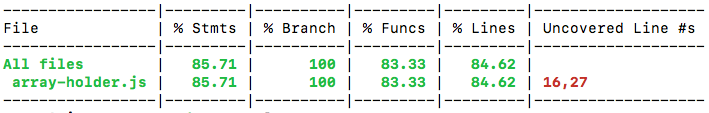 -----------------|----------|----------|----------|----------|-------------------|
File             | % Stmts  | % Branch | % Funcs  | % Lines  | Uncovered Line #s
-----------------|----------|----------|----------|----------|-------------------|
All files        |    85.71 |      100 |    83.33 |    84.62 |
 array-holder.js |    85.71 |      100 |    83.33 |    84.62 | 16,27
-----------------|----------|----------|----------|----------|-------------------|